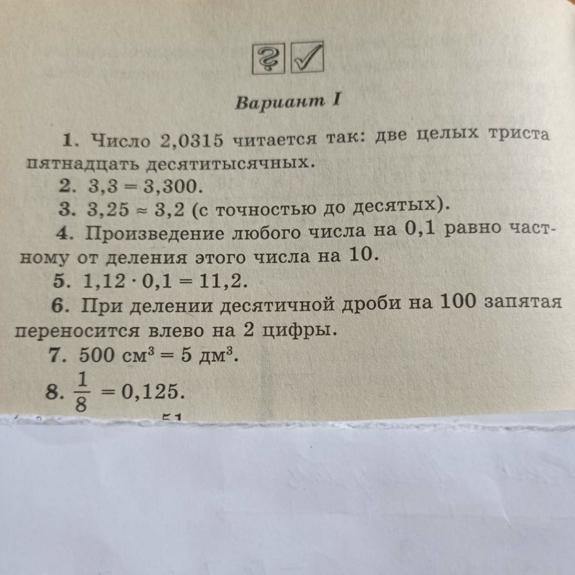 Вариант I
1. Число 2,0315 читается так: две целых триста
пятнадцать десятитысячных.
2. 3,3 = 3,300.
3. 3,25 ≈ 3,2 (с точностью до десятых).
4. Произведение любого числа на 0,1 равно част-
ному от деления этого числа на 10.
5. 1,12 · 0,1 = 11,2.
6. При делении десятичной дроби на 100 запятая
переносится влево на 2 цифры.
7. 500 см³ = 5 дм³.
8. 1/8 = 0,125.